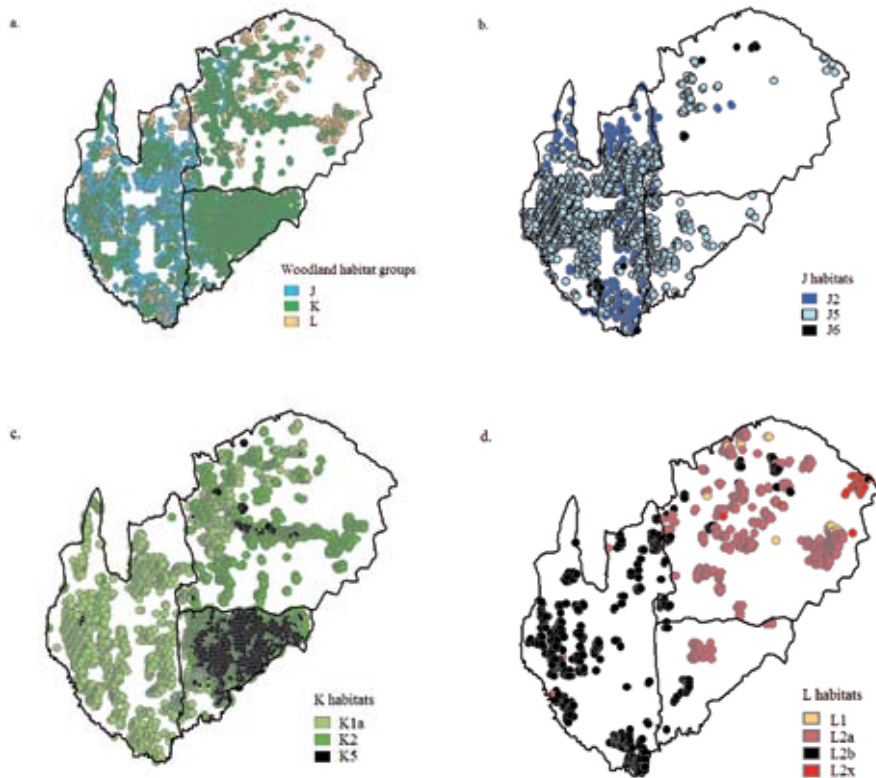 a.
Woodland habitat groups
J
K
L
b.
J habitats
J2
J5
J6
c.
K habitats
K1a
K2
K5
d.
L habitats
L1
L2a
L2b
L2x